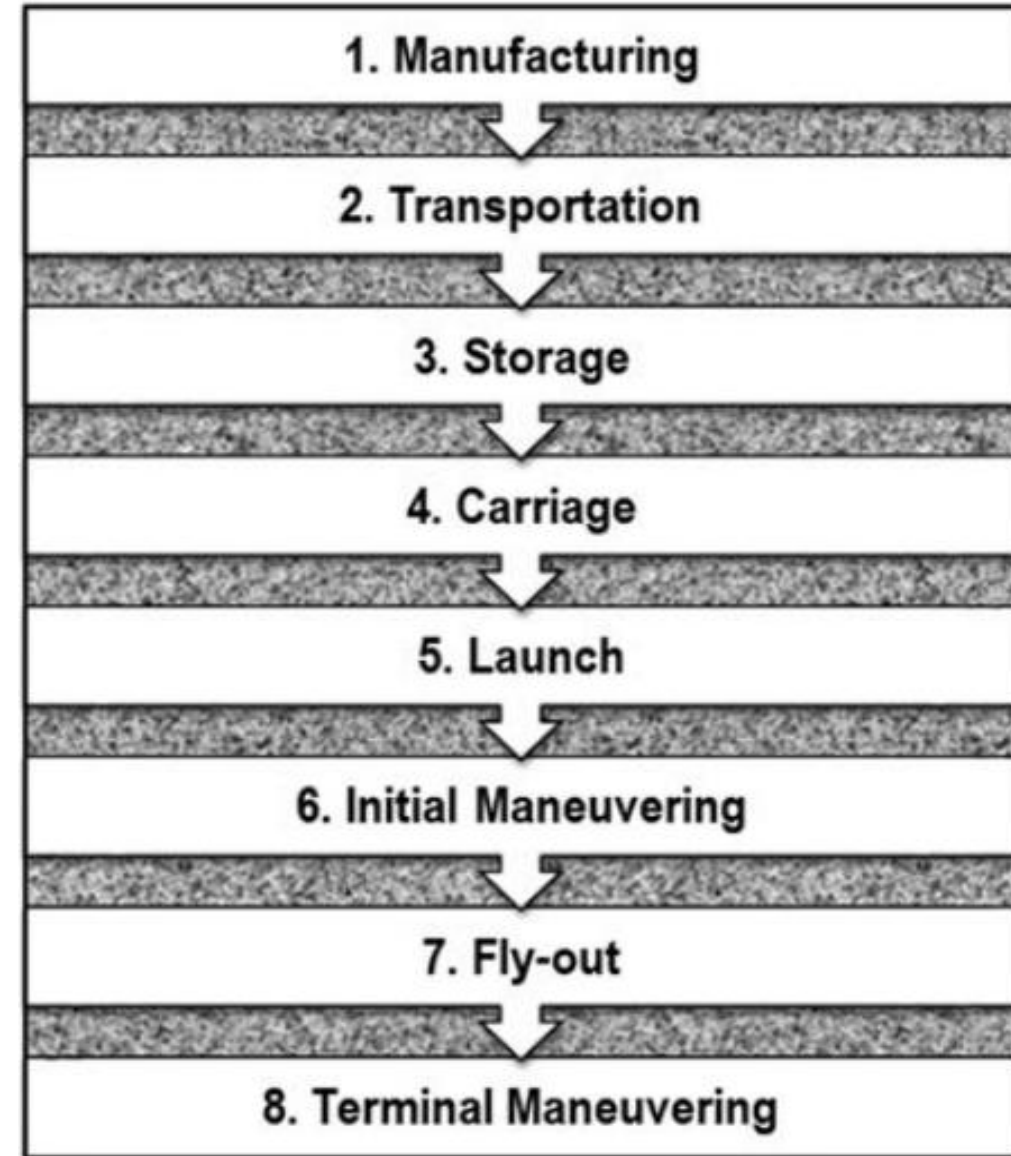 1. Manufacturing
2. Transportation
3. Storage
4. Carriage
5. Launch
6. Initial Maneuvering
7. Fly-out
8. Terminal Maneuvering